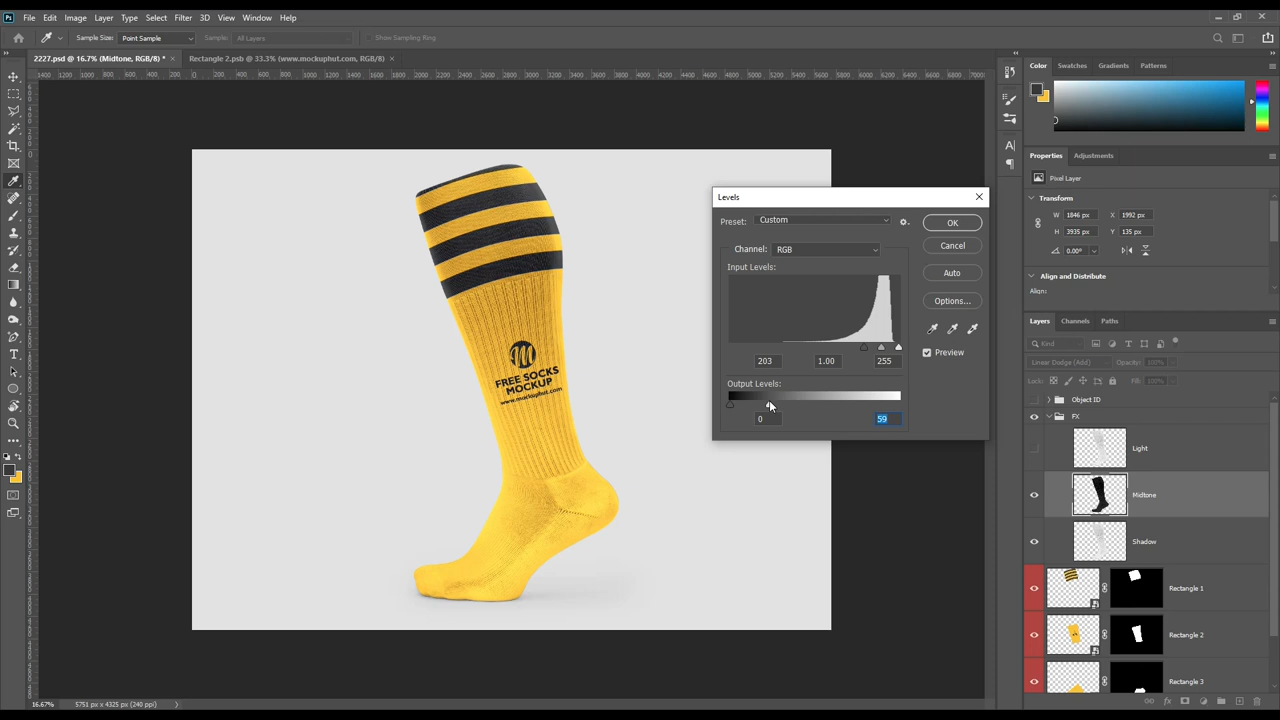 Ps File Edit Image Layer Type Select Filter 3D View Window Help
Sample Size: Point Sample Sample: All Layers Show Sampling Ring
2227.psd @ 16.7% (Midtone, RGB/8) * × Rectangle 2.psb @ 33.3% (www.mockuphut.com, RGB/8) ×
Color Swatches Gradients Patterns
Properties Adjustments
Pixel Layer
Transform
W 1846 px X 1992 px
H 3935 px Y 135 px
0.00°
Align and Distribute
Align:
Levels
Preset: Custom
OK
Channel: RGB
Cancel
Input Levels:
Auto
Options...
Preview
203 1.00 255
Output Levels:
0 59
M
FREE SOCKS
MOCKUP
www.mockuphut.com
Layers Channels Paths
Kind
Linear Dodge (Add) Opacity: 100%
Lock: Fill: 100%
Object ID
FX
Light
Midtone
Shadow
Rectangle 1
Rectangle 2
Rectangle 3
16.67% 5751 px x 4325 px (240 ppi)